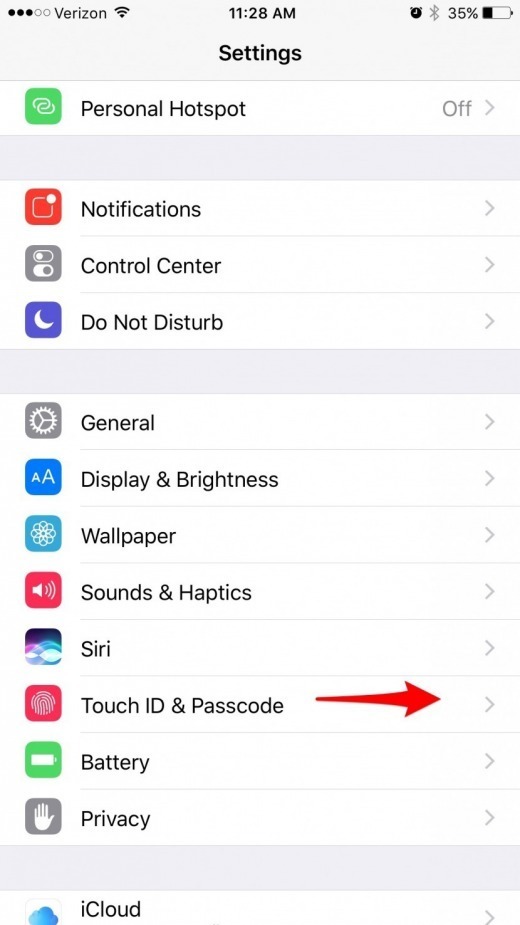 Verizon 11:28 AM 35%
Settings
Personal Hotspot Off
Notifications
Control Center
Do Not Disturb
General
AA Display & Brightness
Wallpaper
Sounds & Haptics
Siri
Touch ID & Passcode
Battery
Privacy
iCloud